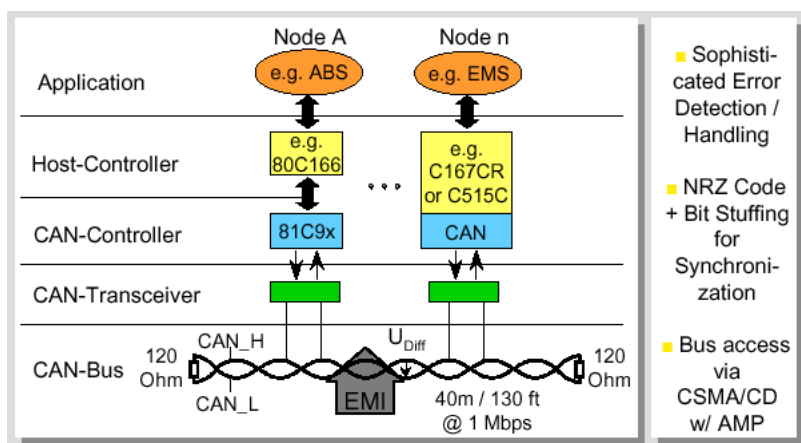 Node A
Node n
Application
e.g. ABS
e.g. EMS
Host-Controller
e.g.
80C166
e.g.
C167CR
or C515C
CAN-Controller
81C9x
CAN
CAN-Transceiver
CAN-Bus
120
Ohm
CAN_H
CAN_L
EMI
UDiff
40m / 130 ft
@ 1 Mbps
120
Ohm
Sophisti-
cated Error
Detection /
Handling
NRZ Code
+ Bit Stuffing
for
Synchroni-
zation
Bus access
via
CSMA/CD
w/ AMP